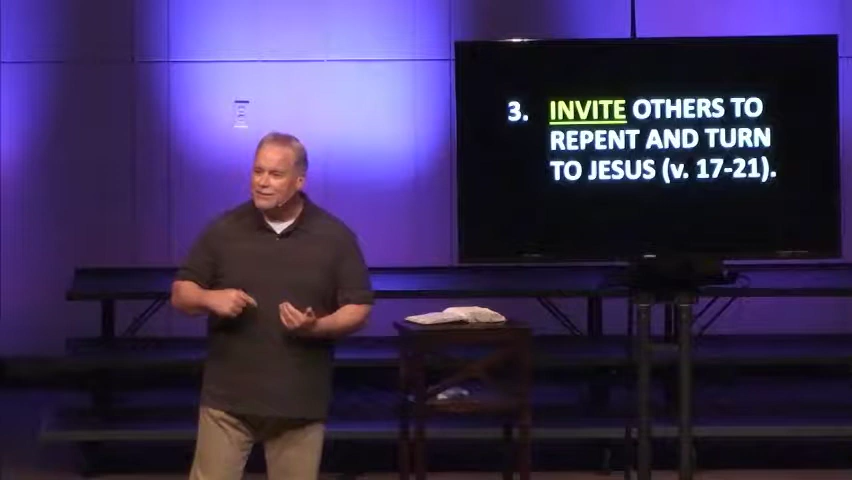 3. INVITE OTHERS TO
REPENT AND TURN
TO JESUS (v. 17-21).